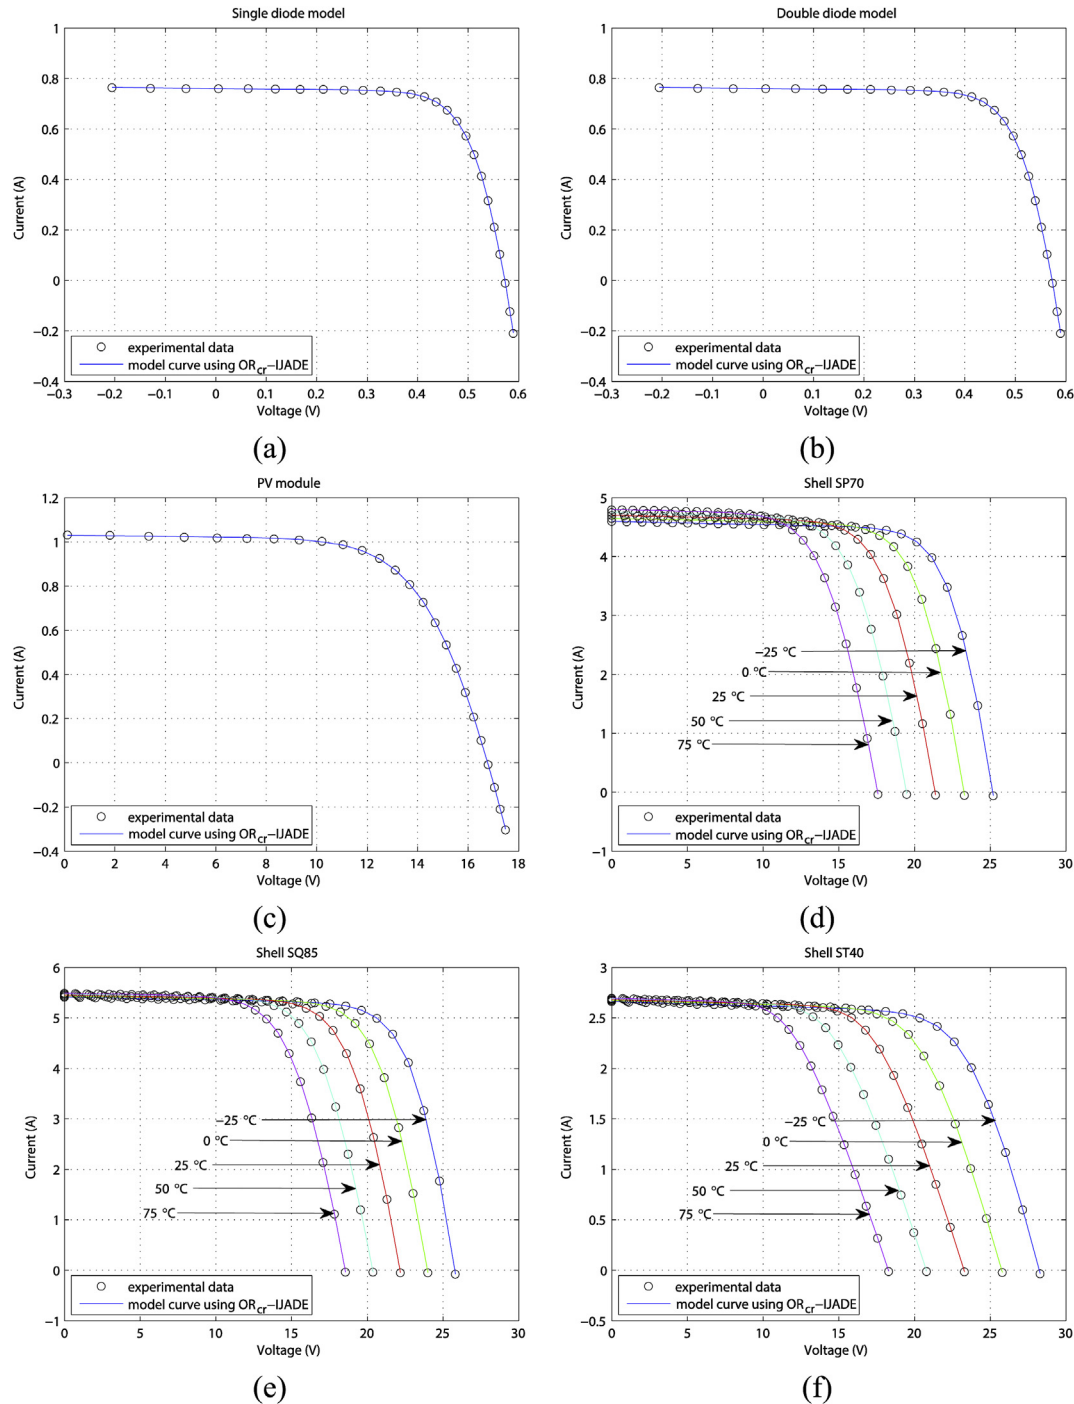 Single diode model
1
0.8
0.6
0.4
0.2
0
−0.2
−0.4
Current (A)
experimental data
model curve using ORcr−IJADE
−0.3 −0.2 −0.1 0 0.1 0.2 0.3 0.4 0.5 0.6
Voltage (V)
(a)
Double diode model
1
0.8
0.6
0.4
0.2
0
−0.2
−0.4
Current (A)
experimental data
model curve using ORcr−IJADE
−0.3 −0.2 −0.1 0 0.1 0.2 0.3 0.4 0.5 0.6
Voltage (V)
(b)
PV module
1.2
1.0
0.8
0.6
0.4
0.2
0
−0.2
−0.4
Current (A)
experimental data
model curve using ORcr−IJADE
0 2 4 6 8 10 12 14 16 18
Voltage (V)
(c)
Shell SP70
5
4
3
2
1
0
−1
Current (A)
−25 °C
0 °C
25 °C
50 °C
75 °C
experimental data
model curve using ORcr−IJADE
0 5 10 15 20 25 30
Voltage (V)
(d)
Shell SQ85
6
5
4
3
2
1
0
−1
Current (A)
−25 °C
0 °C
25 °C
50 °C
75 °C
experimental data
model curve using ORcr−IJADE
0 5 10 15 20 25 30
Voltage (V)
(e)
Shell ST40
3
2.5
2
1.5
1
0.5
0
−0.5
Current (A)
−25 °C
0 °C
25 °C
50 °C
75 °C
experimental data
model curve using ORcr−IJADE
0 5 10 15 20 25 30
Voltage (V)
(f)